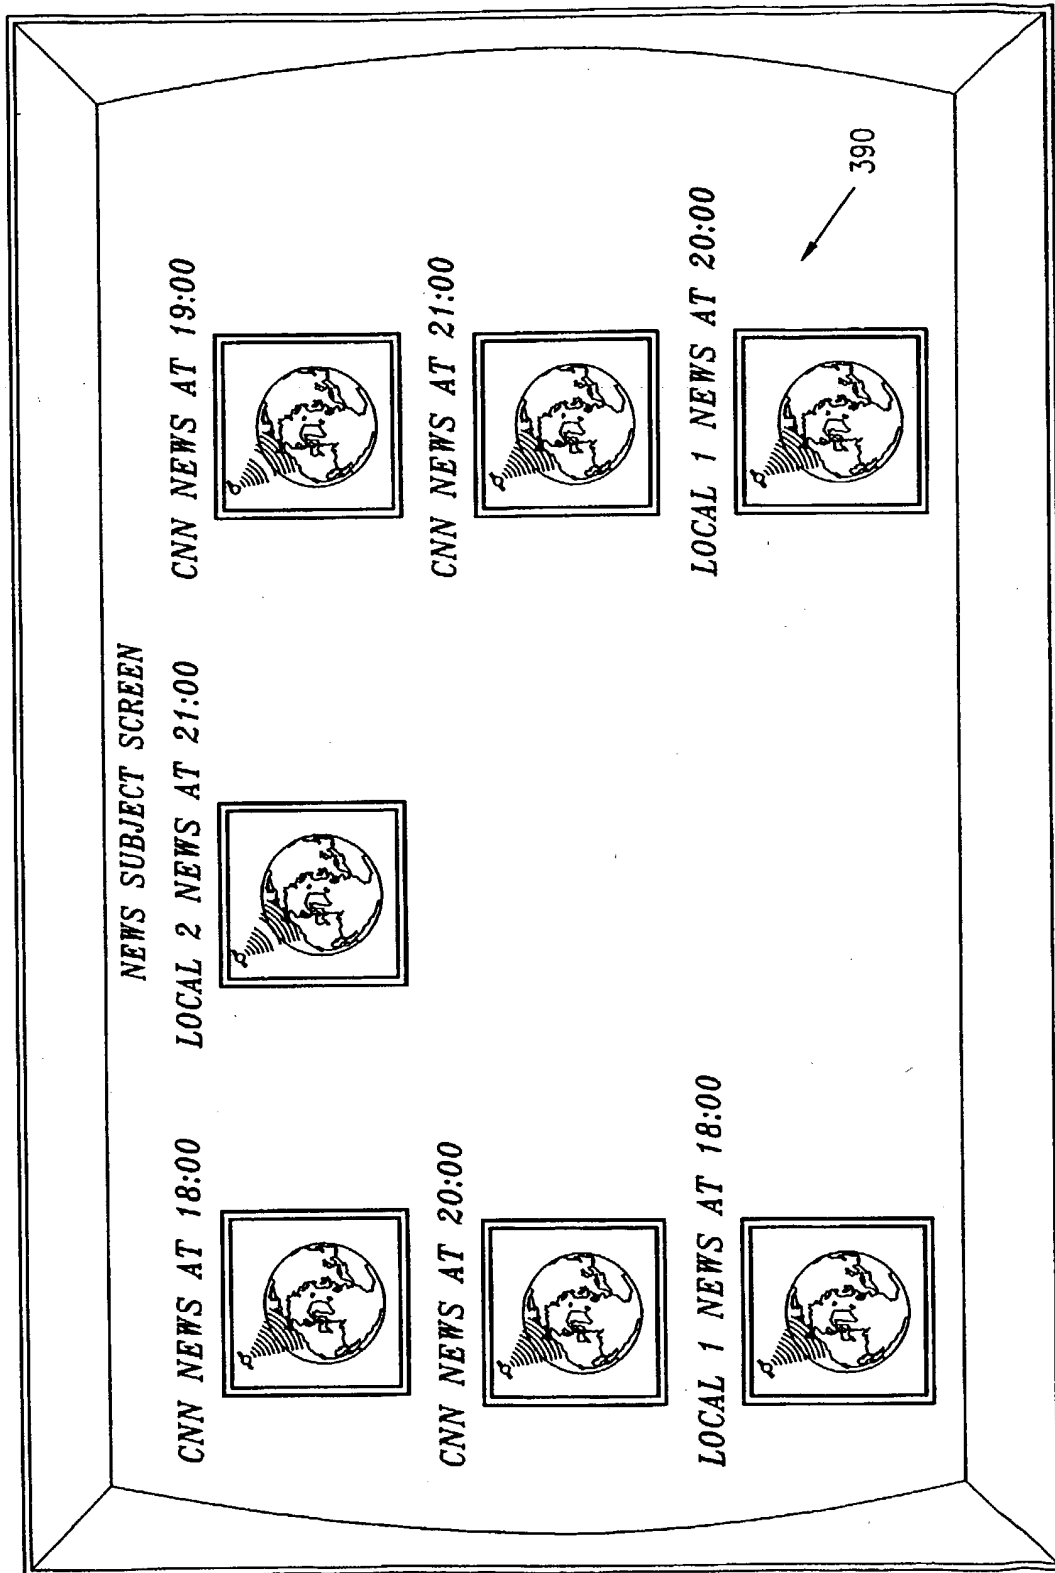 NEWS SUBJECT SCREEN
CNN NEWS AT 18:00
LOCAL 2 NEWS AT 21:00
CNN NEWS AT 19:00
CNN NEWS AT 20:00
CNN NEWS AT 21:00
LOCAL 1 NEWS AT 18:00
LOCAL 1 NEWS AT 20:00
390